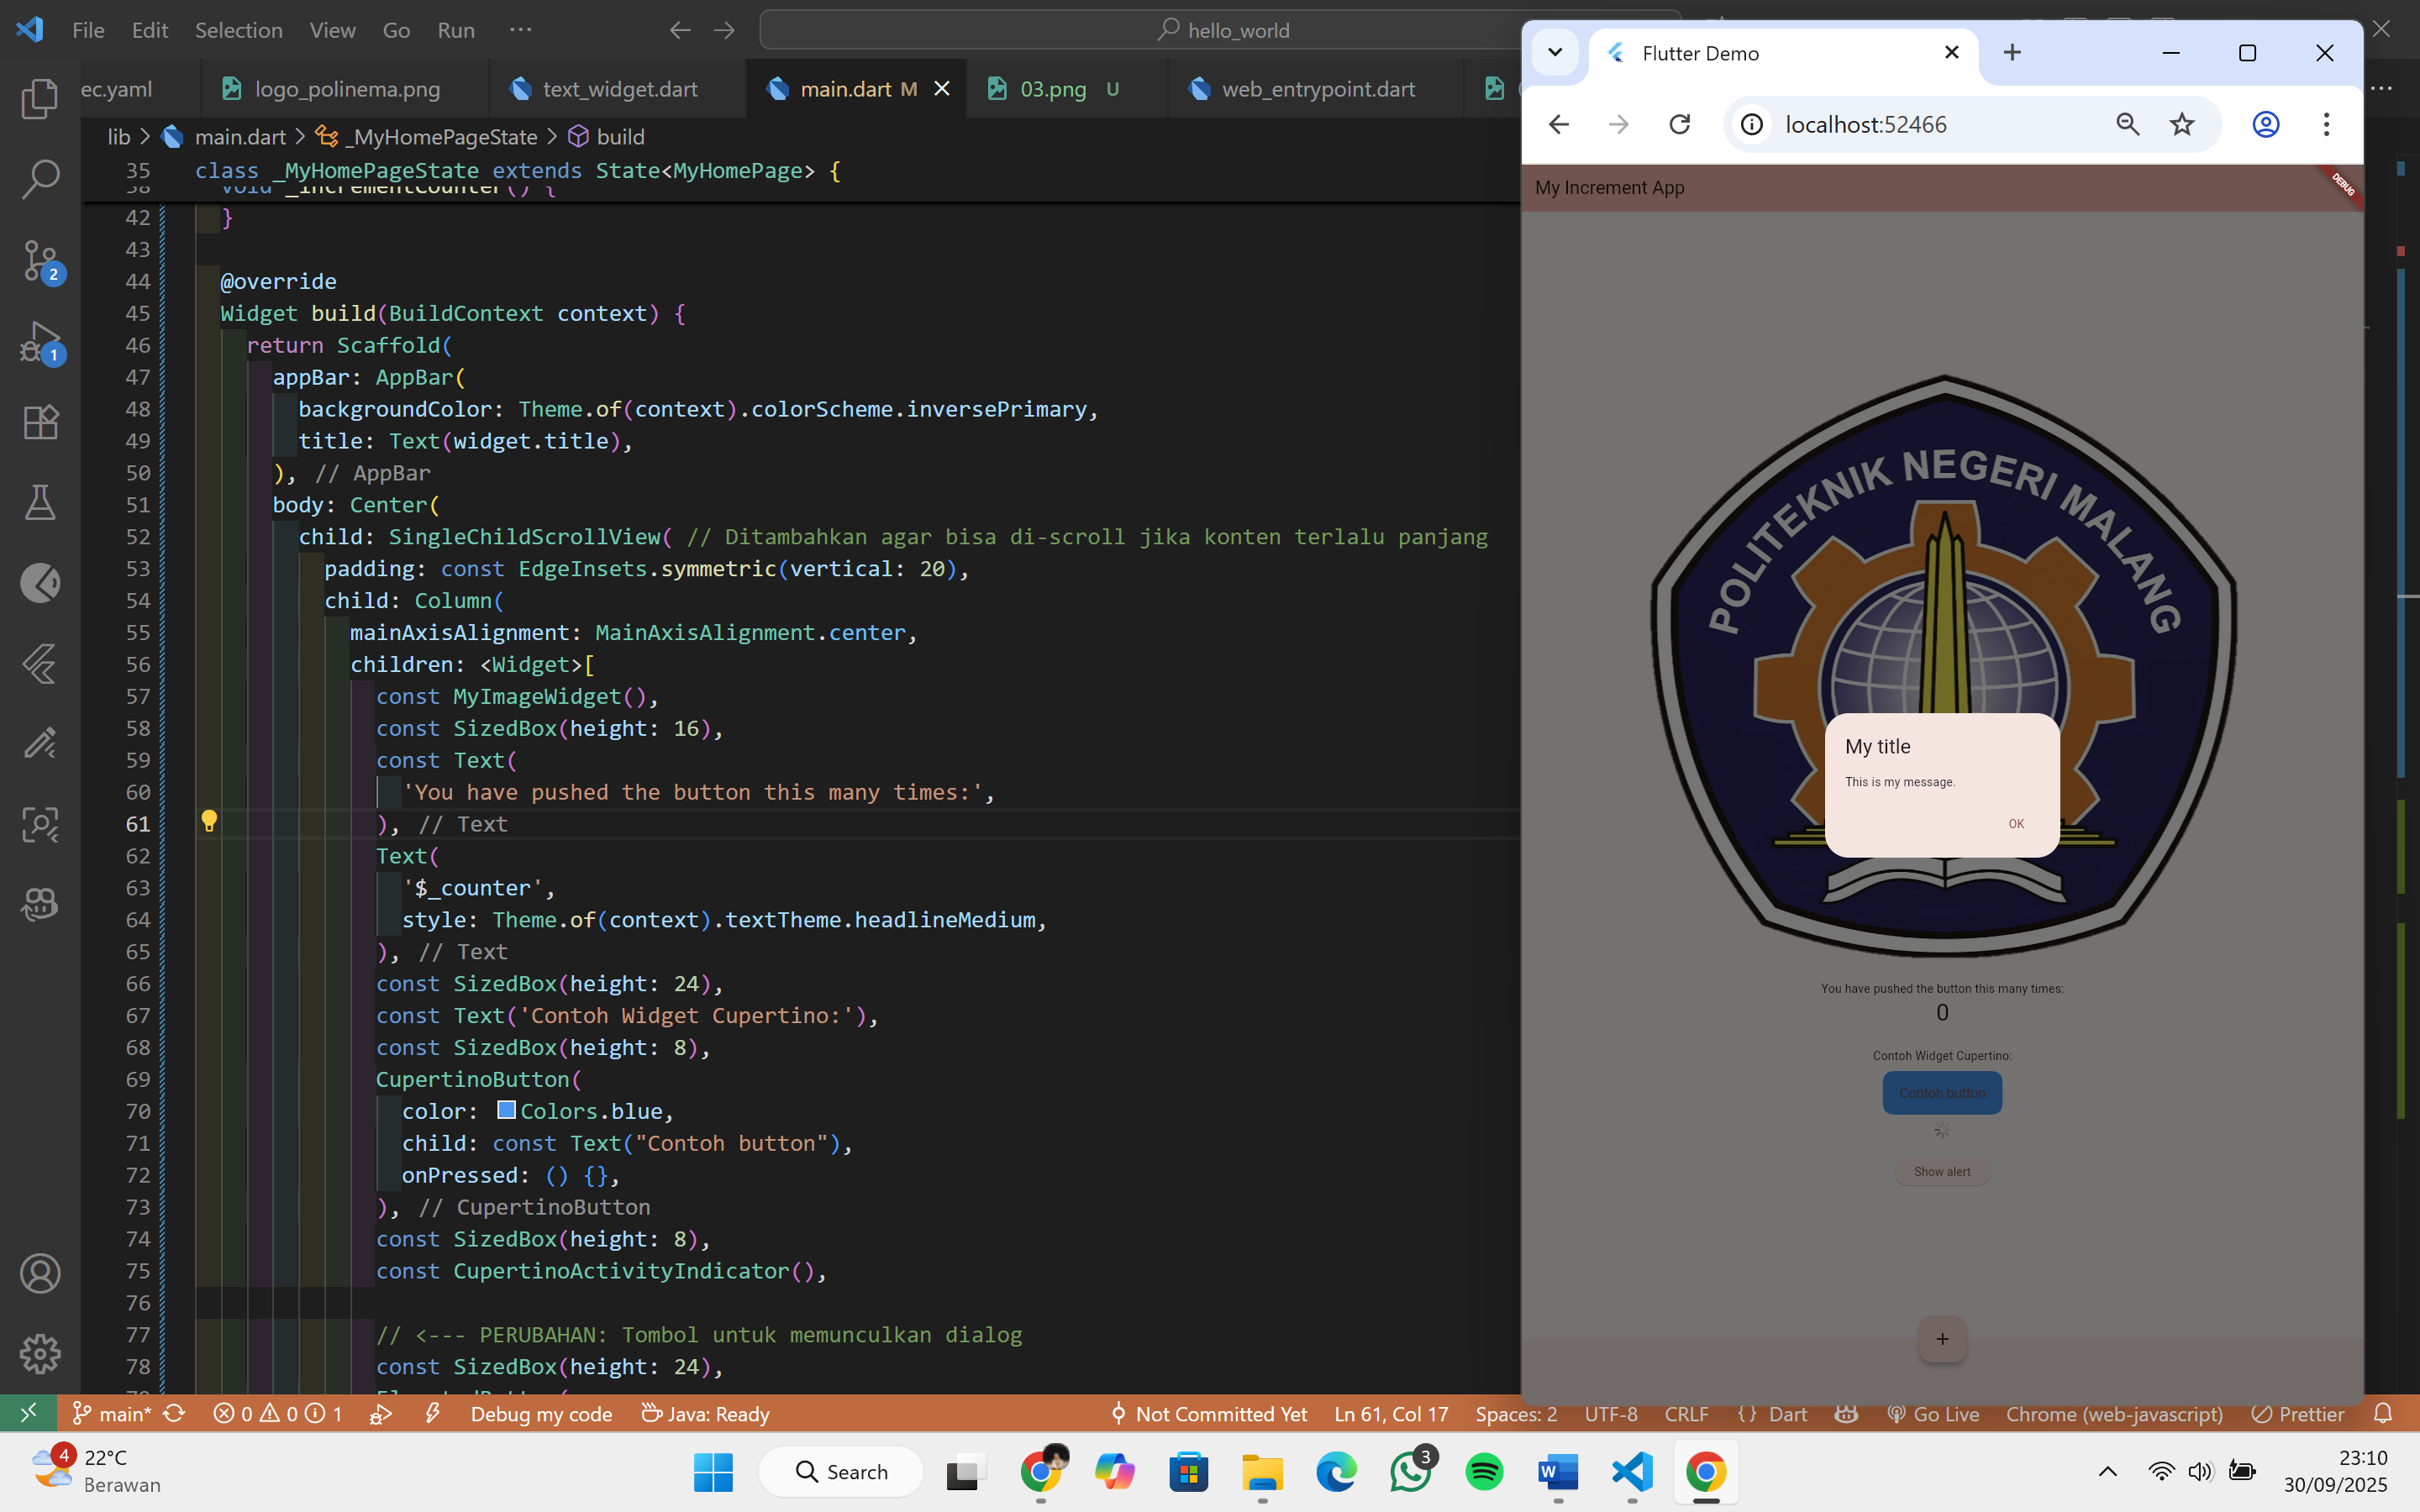 File Edit Selection View Go Run ···
hello_world
ec.yaml
logo_polinema.png
text_widget.dart
main.dart M
03.png U
web_entrypoint.dart
lib > main.dart > _MyHomePageState > build
35 class _MyHomePageState extends State<MyHomePage> {
38 void _incrementCounter() {
42 }
43
44 @override
45 Widget build(BuildContext context) {
46 return Scaffold(
47 appBar: AppBar(
48 backgroundColor: Theme.of(context).colorScheme.inversePrimary,
49 title: Text(widget.title),
50 ), // AppBar
51 body: Center(
52 child: SingleChildScrollView( // Ditambahkan agar bisa di-scroll jika konten terlalu panjang
53 padding: const EdgeInsets.symmetric(vertical: 20),
54 child: Column(
55 mainAxisAlignment: MainAxisAlignment.center,
56 children: <Widget>[
57 const MyImageWidget(),
58 const SizedBox(height: 16),
59 const Text(
60 'You have pushed the button this many times:',
61 ), // Text
62 Text(
63 '$_counter',
64 style: Theme.of(context).textTheme.headlineMedium,
65 ), // Text
66 const SizedBox(height: 24),
67 const Text('Contoh Widget Cupertino:'),
68 const SizedBox(height: 8),
69 CupertinoButton(
70 color: Colors.blue,
71 child: const Text("Contoh button"),
72 onPressed: () {},
73 ), // CupertinoButton
74 const SizedBox(height: 8),
75 const CupertinoActivityIndicator(),
76
77 // <--- PERUBAHAN: Tombol untuk memunculkan dialog
78 const SizedBox(height: 24),
2
1
Flutter Demo
localhost:52466
My Increment App
DEBUG
POLITEKNIK NEGERI MALANG
My title
This is my message.
OK
You have pushed the button this many times:
0
Contoh Widget Cupertino:
Contoh button
Show alert
+
main* 0 0 1 Debug my code Java: Ready
Not Committed Yet Ln 61, Col 17 Spaces: 2 UTF-8 CRLF {} Dart Go Live Chrome (web-javascript) Prettier
4
22°C
Berawan
Search
3
23:10
30/09/2025